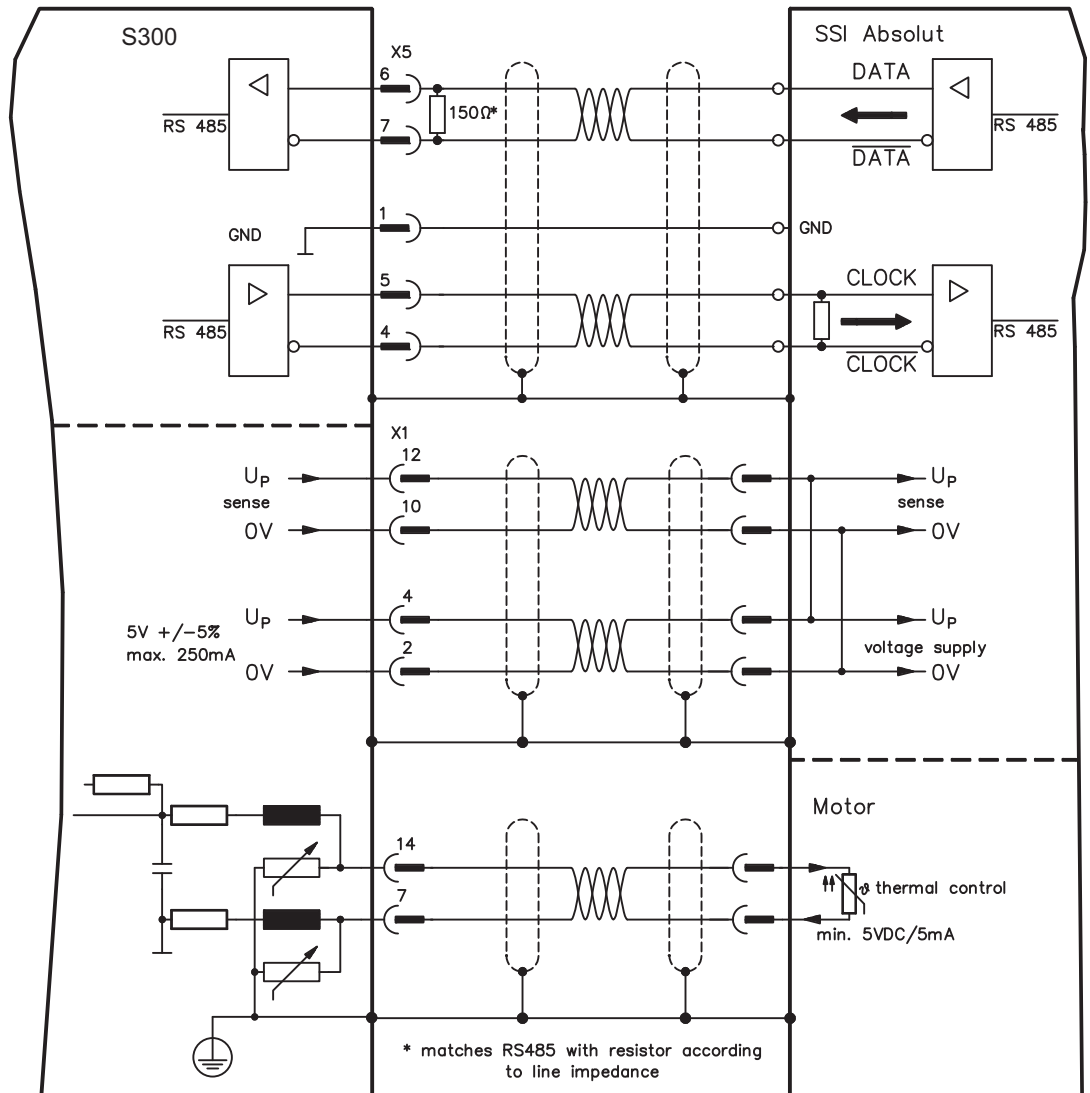 S300
SSI Absolut
X5
6
DATA
150Ω*
RS 485
RS 485
7
DATA
1
GND
GND
5
CLOCK
RS 485
RS 485
4
CLOCK
X1
12
UP
UP
sense
sense
10
0V
0V
4
UP
UP
5V +/-5%
max. 250mA
voltage supply
2
0V
0V
Motor
14
ϑ thermal control
7
min. 5VDC/5mA
* matches RS485 with resistor according
to line impedance